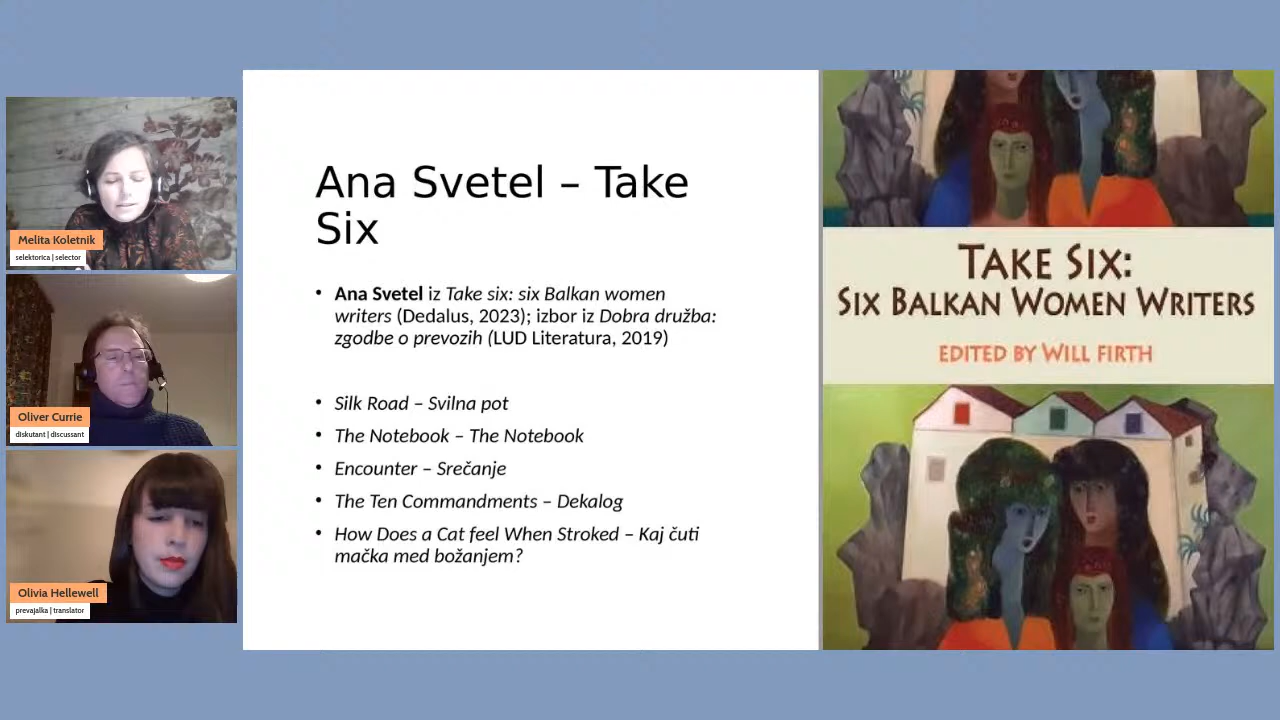 Melita Koletnik
selektorica | selector
Oliver Currie
diskutant | discussant
Olivia Hellewell
prevajalka | translator
Ana Svetel – Take
Six
• Ana Svetel iz Take six: six Balkan women
writers (Dedalus, 2023); izbor iz Dobra družba:
zgodbe o prevozih (LUD Literatura, 2019)
• Silk Road – Svilna pot
• The Notebook – The Notebook
• Encounter – Srečanje
• The Ten Commandments – Dekalog
• How Does a Cat feel When Stroked – Kaj čuti
mačka med božanjem?
TAKE SIX:
SIX BALKAN WOMEN WRITERS
EDITED BY WILL FIRTH